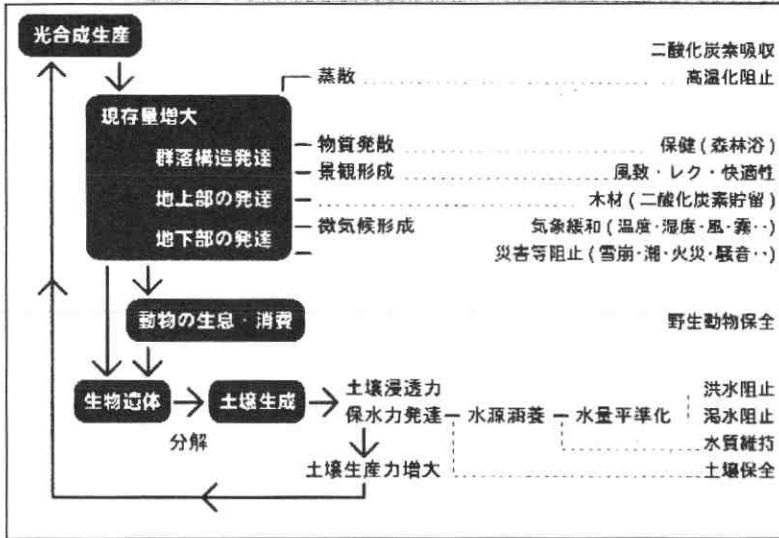 光合成生産
二酸化炭素吸収
蒸散
高温化阻止
現存量増大
群落構造発達
物質発散
保健(森林浴)
景観形成
風致・レク・快適性
地上部の発達
木材(二酸化炭素貯留)
微気候形成
気象緩和(温度・湿度・風・霧‥)
地下部の発達
災害等阻止(雪崩・潮・火災・騒音‥)
動物の生息・消費
野生動物保全
生物遺体
土壌生成
土壌浸透力
保水力発達
水源涵養
水量平準化
洪水阻止
渇水阻止
分解
水質維持
土壌生産力増大
土壌保全